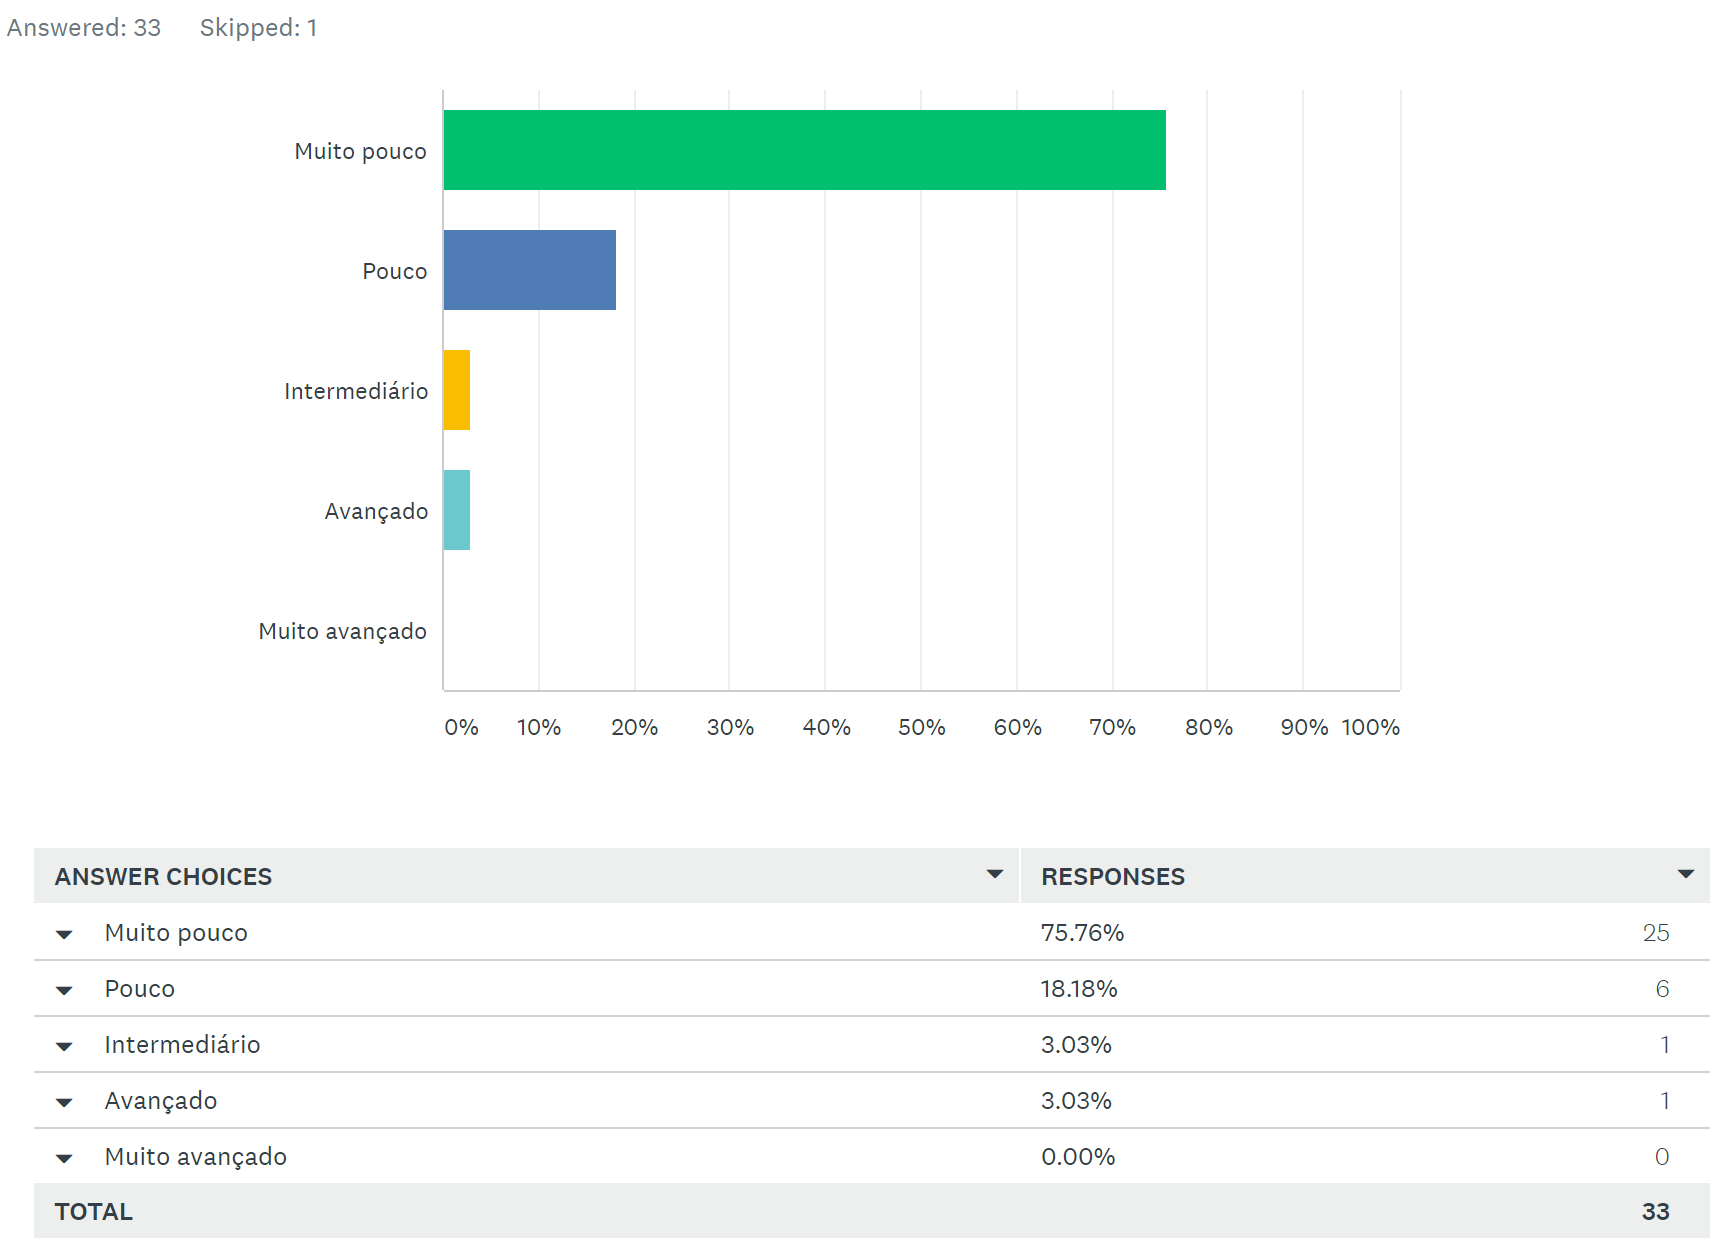 Answered: 33 Skipped: 1
Muito pouco
Pouco
Intermediário
Avançado
Muito avançado
0% 10% 20% 30% 40% 50% 60% 70% 80% 90% 100%
ANSWER CHOICES RESPONSES
Muito pouco 75.76% 25
Pouco 18.18% 6
Intermediário 3.03% 1
Avançado 3.03% 1
Muito avançado 0.00% 0
TOTAL 33